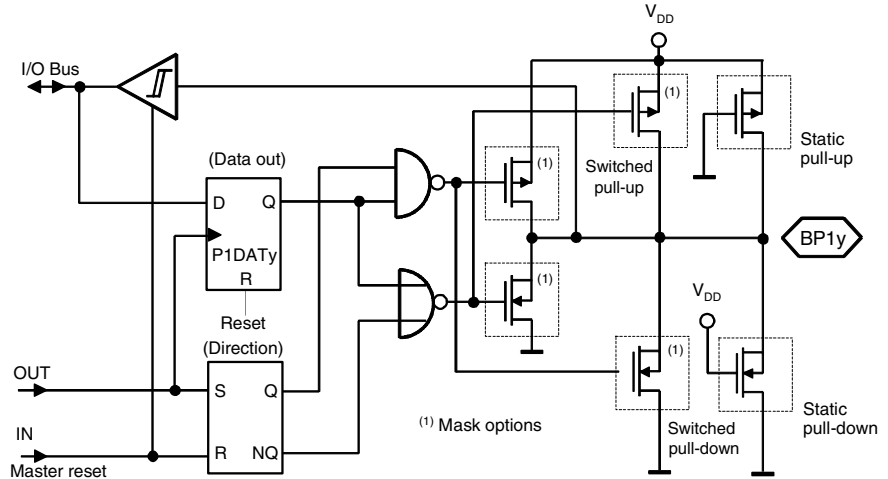 V_DD
I/O Bus
(1)
(Data out)
(1)
Switched
pull-up
Static
pull-up
D
Q
P1DATy
R
BP1y
(1)
V_DD
Reset
(Direction)
OUT
S
Q
(1)
(1) Mask options
Static
pull-down
IN
R
NQ
Switched
pull-down
Master reset